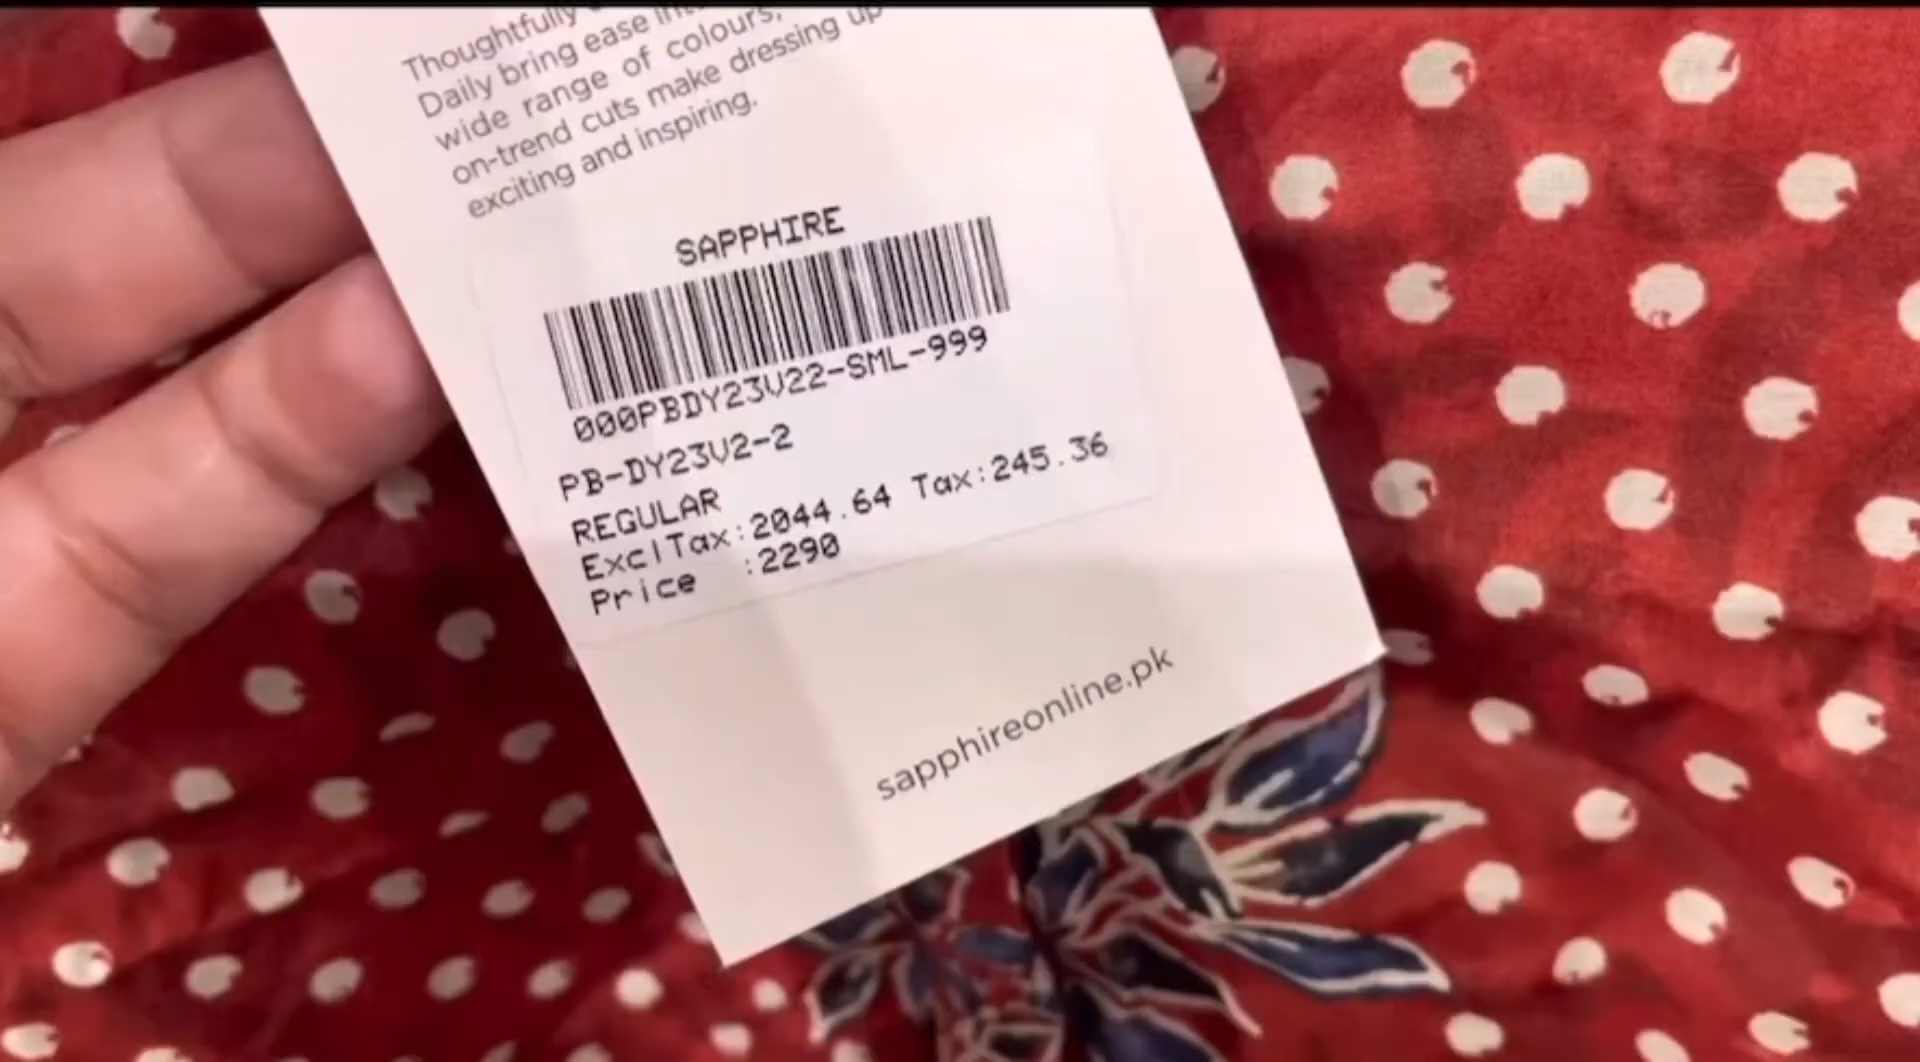 Thoughtfully
Daily bring ease
wide range of colours,
on-trend cuts make dressing up
exciting and inspiring.
SAPPHIRE
000PBDY23V22-SML-999
PB-DY23V2-2
REGULAR
ExclTax:2044.64 Tax:245.36
Price :2290
sapphireonline.pk